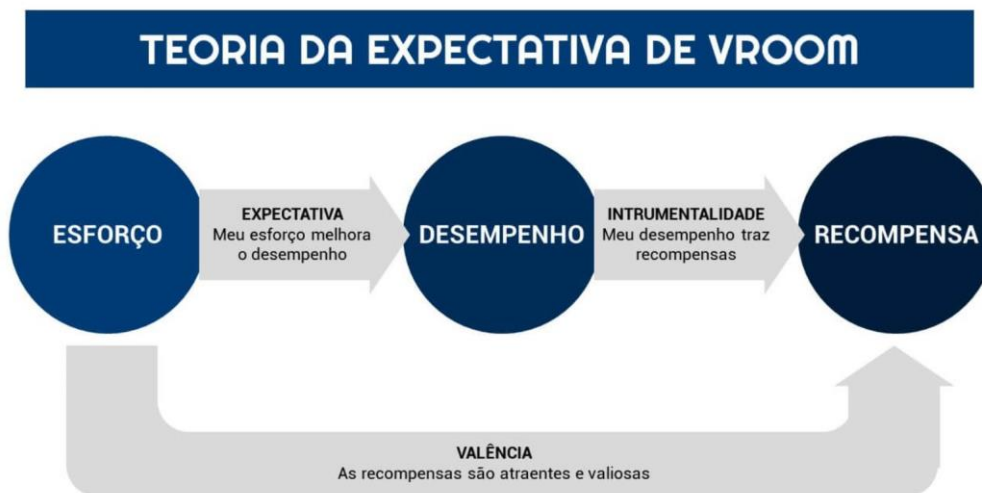 TEORIA DA EXPECTATIVA DE VROOM
ESFORÇO
EXPECTATIVA
Meu esforço melhora
o desempenho
DESEMPENHO
INTRUMENTALIDADE
Meu desempenho traz
recompensas
RECOMPENSA
VALÊNCIA
As recompensas são atraentes e valiosas